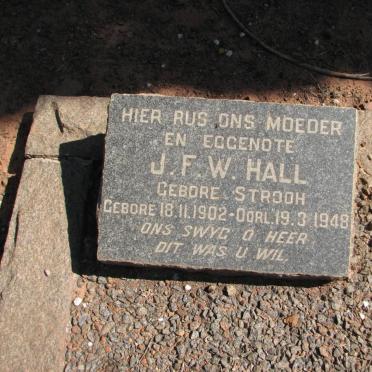 HIER RUS ONS MOEDER
EN EGGENOTE
J.F.W. HALL
GEBORE STROOH
GEBORE 18.11.1902-OORL.19.3.1948
ONS SWYG O HEER
DIT WAS U WIL.